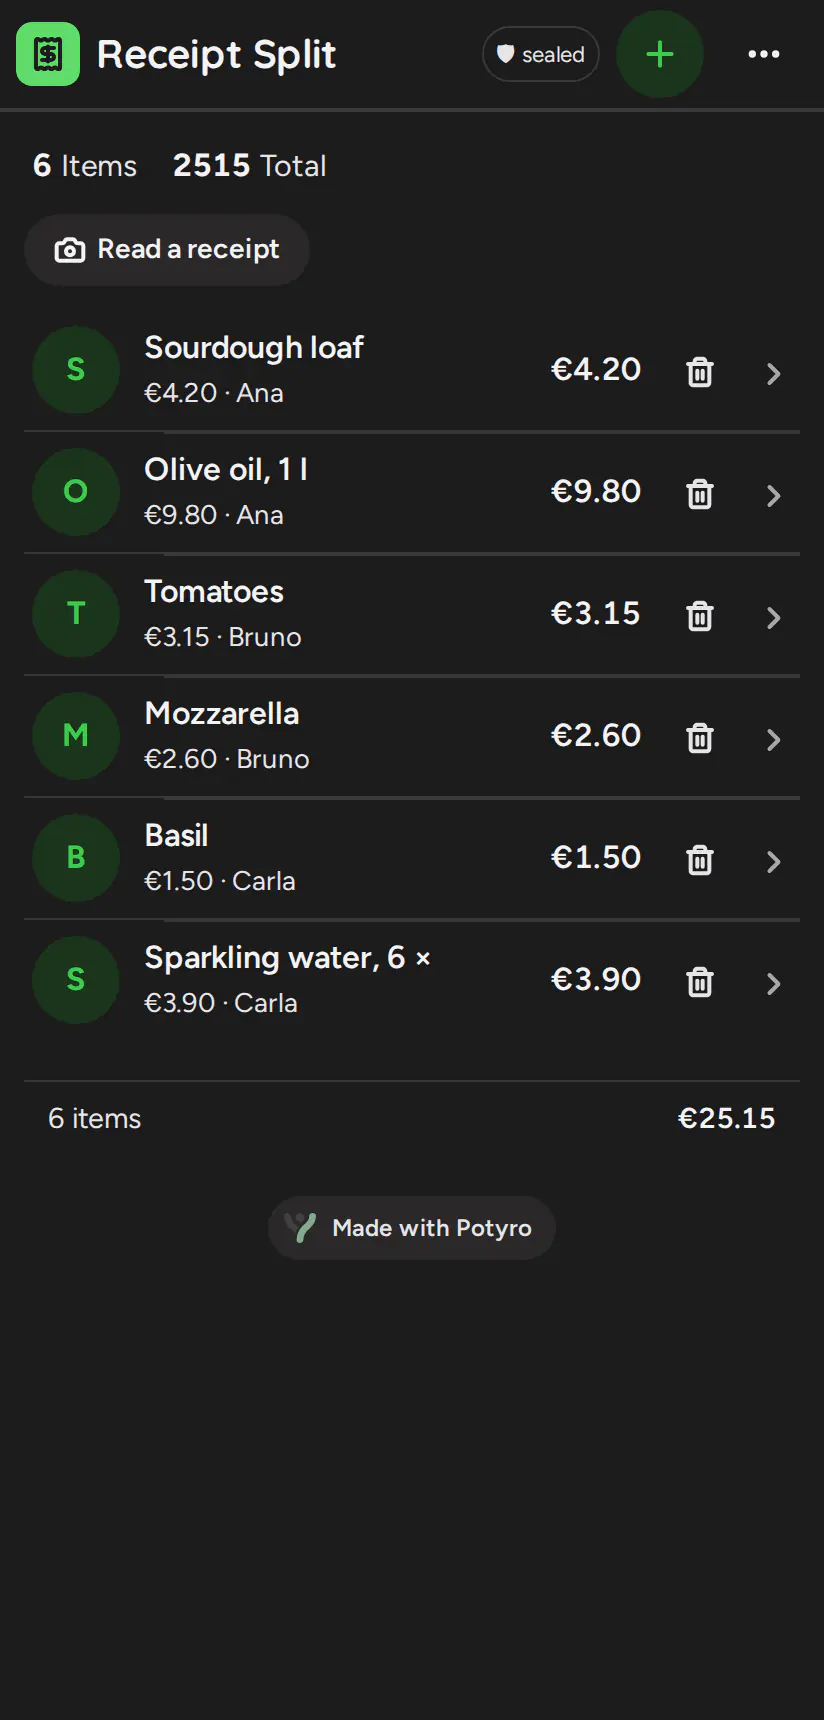 Receipt Split
sealed
6 Items 2515 Total
Read a receipt
S
Sourdough loaf
€4.20 · Ana
€4.20
O
Olive oil, 1 l
€9.80 · Ana
€9.80
T
Tomatoes
€3.15 · Bruno
€3.15
M
Mozzarella
€2.60 · Bruno
€2.60
B
Basil
€1.50 · Carla
€1.50
S
Sparkling water, 6 ×
€3.90 · Carla
€3.90
6 items €25.15
Made with Potyro